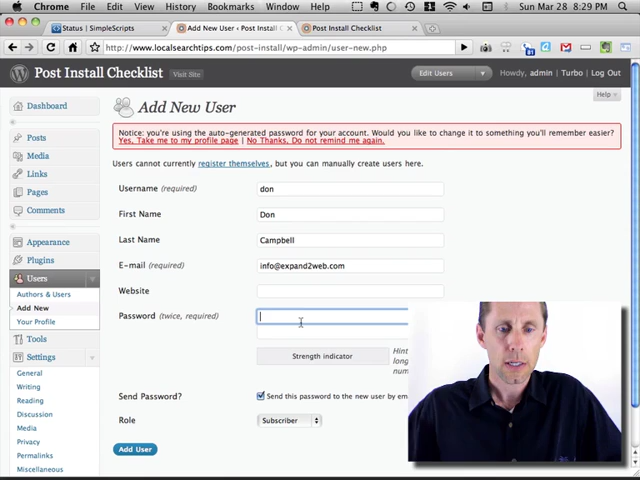 Chrome File Edit View History Bookmarks Window Help Sun Mar 28 8:29 PM
Status | SimpleScripts
Add New User ‹ Post Install C
Post Install Checklist
http://www.localsearchtips.com/post-install/wp-admin/user-new.php
Post Install Checklist Visit Site
Edit Users
Howdy, admin | Turbo | Log Out
Help
Dashboard
Posts
Media
Links
Pages
Comments
Appearance
Plugins
Users
Authors & Users
Add New
Your Profile
Tools
Settings
General
Writing
Reading
Discussion
Media
Privacy
Permalinks
Miscellaneous
Add New User
Notice: you're using the auto-generated password for your account. Would you like to change it to something you'll remember easier?
Yes, Take me to my profile page | No Thanks, Do not remind me again.
Users cannot currently register themselves, but you can manually create users here.
Username (required) don
First Name Don
Last Name Campbell
E-mail (required) info@expand2web.com
Website
Password (twice, required)
Strength indicator
Hint
long
num
Send Password? Send this password to the new user by em
Role Subscriber
Add User